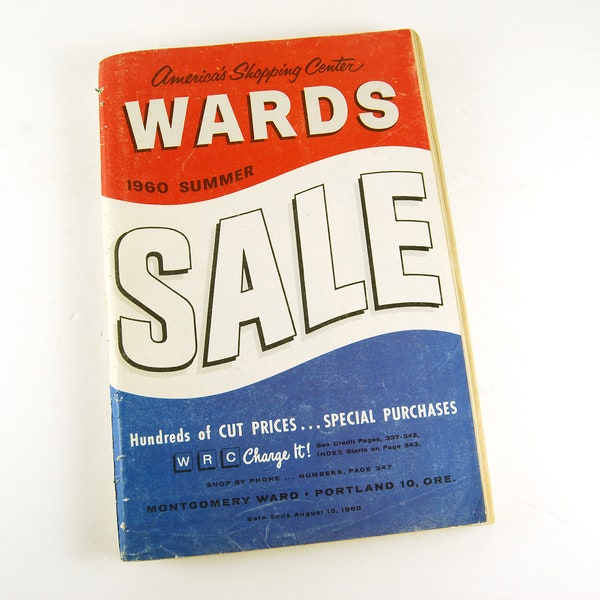 America's Shopping Center
WARDS
1960 SUMMER
SALE
Hundreds of CUT PRICES... SPECIAL PURCHASES
W R C Charge It! See Credit Pages, 337-342,
INDEX Starts on Page 343.
SHOP BY PHONE ... NUMBERS, PAGE 347
MONTGOMERY WARD • PORTLAND 10, ORE.
Sale Ends August 15, 1960